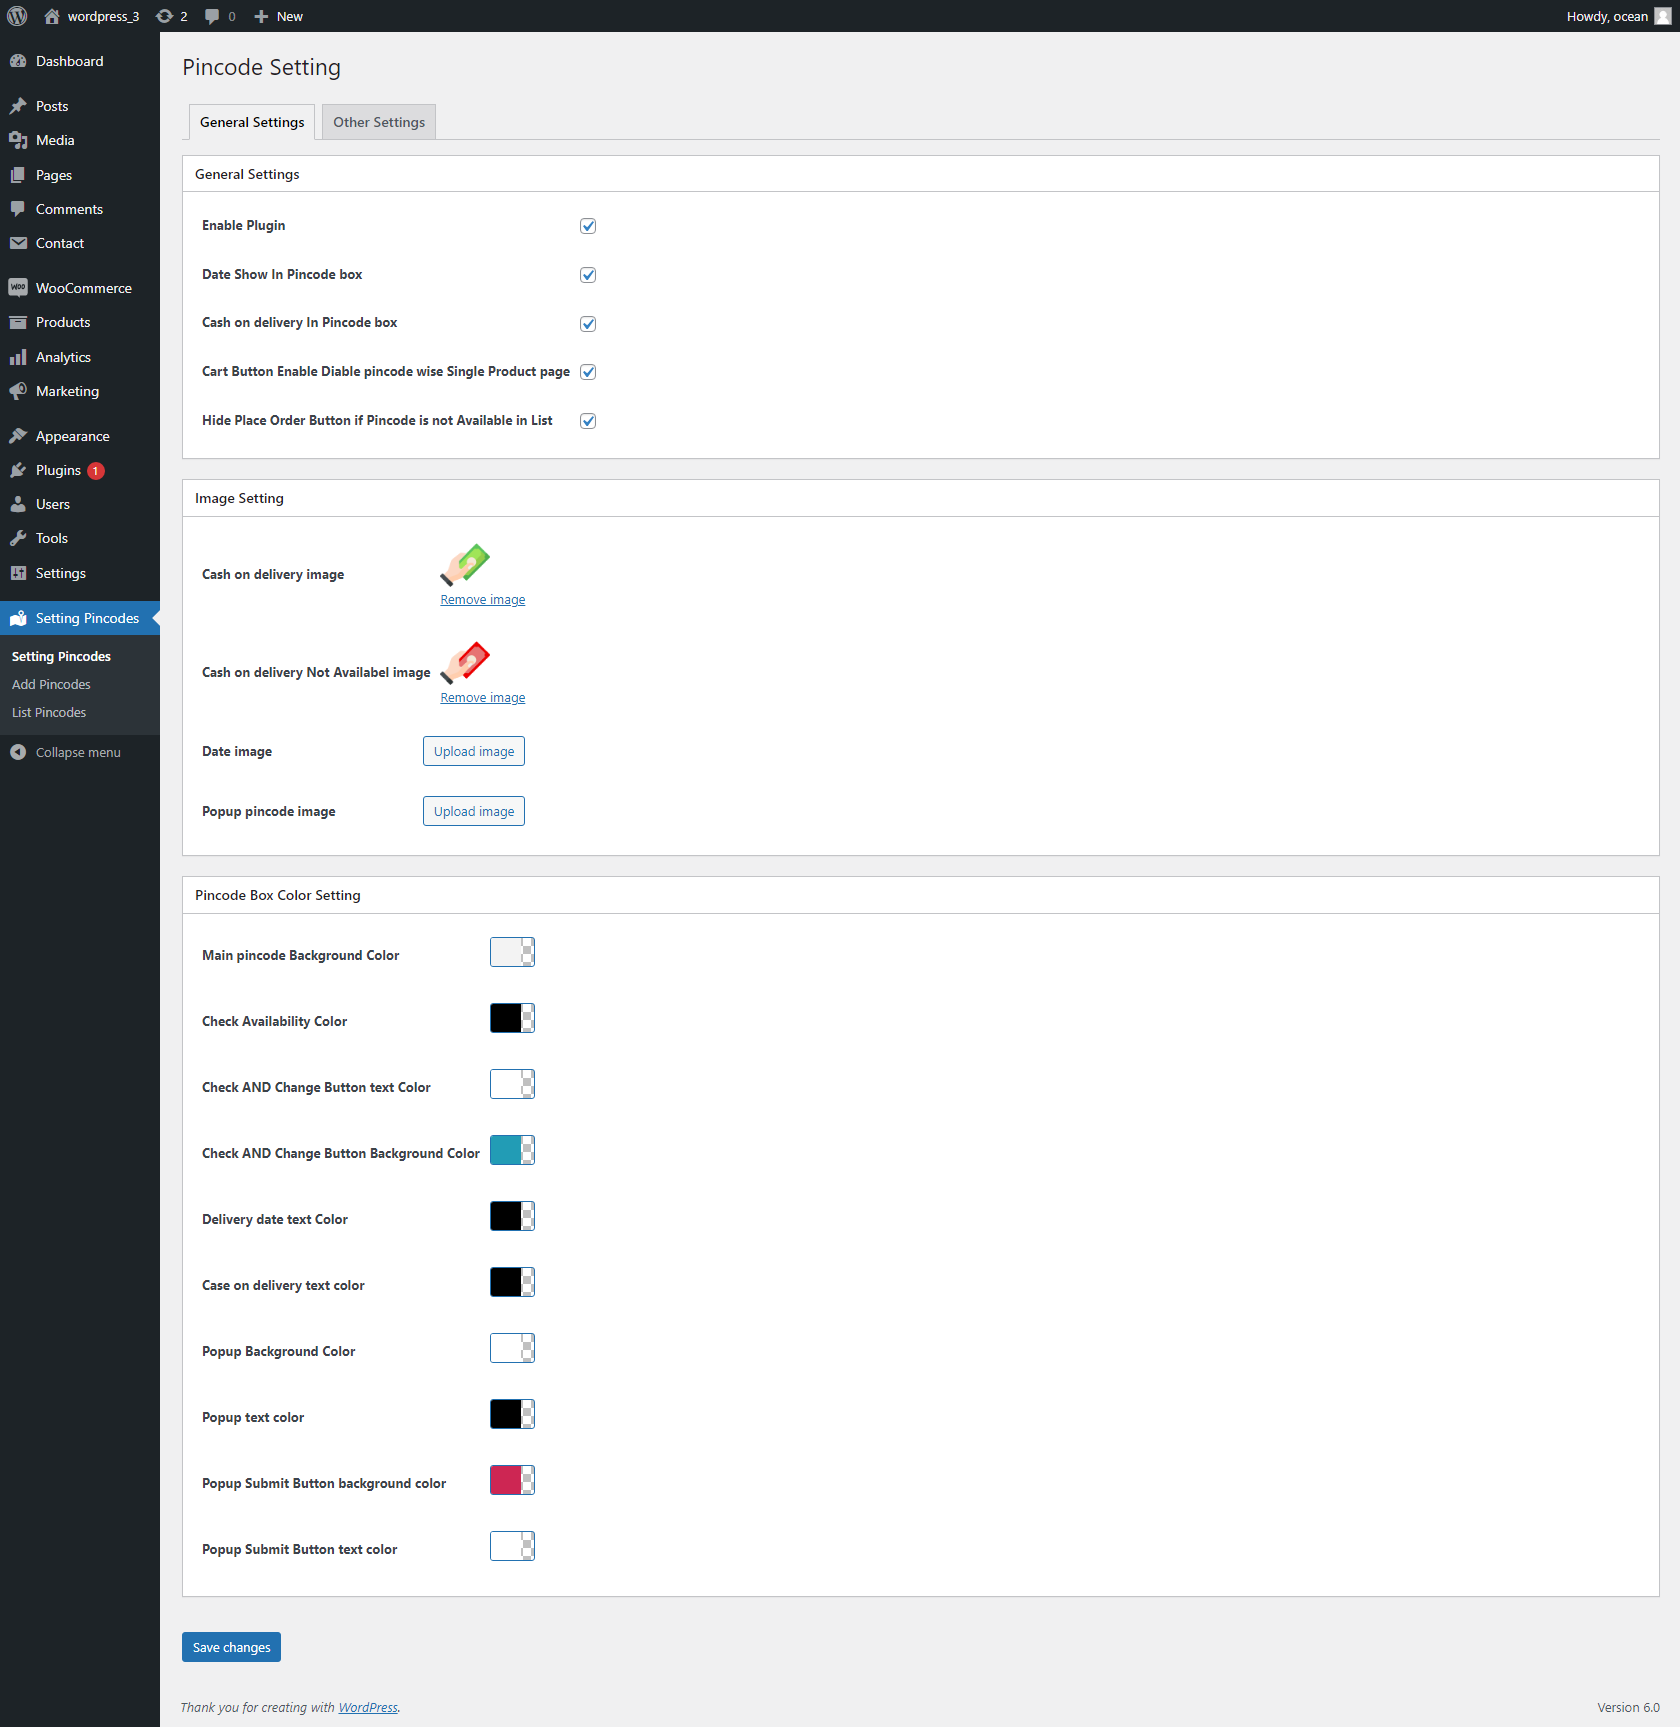 wordpress_3 2 0 New Howdy, ocean
Dashboard
Posts
Media
Pages
Comments
Contact
WooCommerce
Products
Analytics
Marketing
Appearance
Plugins 1
Users
Tools
Settings
Setting Pincodes
Setting Pincodes
Add Pincodes
List Pincodes
Collapse menu
Pincode Setting
General Settings Other Settings
General Settings
Enable Plugin
Date Show In Pincode box
Cash on delivery In Pincode box
Cart Button Enable Diable pincode wise Single Product page
Hide Place Order Button if Pincode is not Available in List
Image Setting
Cash on delivery image
Remove image
Cash on delivery Not Availabel image
Remove image
Date image Upload image
Popup pincode image Upload image
Pincode Box Color Setting
Main pincode Background Color
Check Availability Color
Check AND Change Button text Color
Check AND Change Button Background Color
Delivery date text Color
Case on delivery text color
Popup Background Color
Popup text color
Popup Submit Button background color
Popup Submit Button text color
Save changes
Thank you for creating with WordPress. Version 6.0